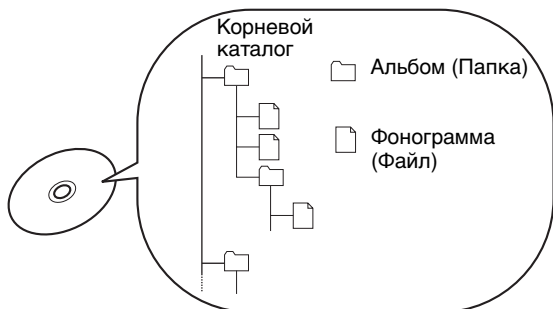 Корневой
каталог
Альбом (Папка)
Фонограмма
(Файл)